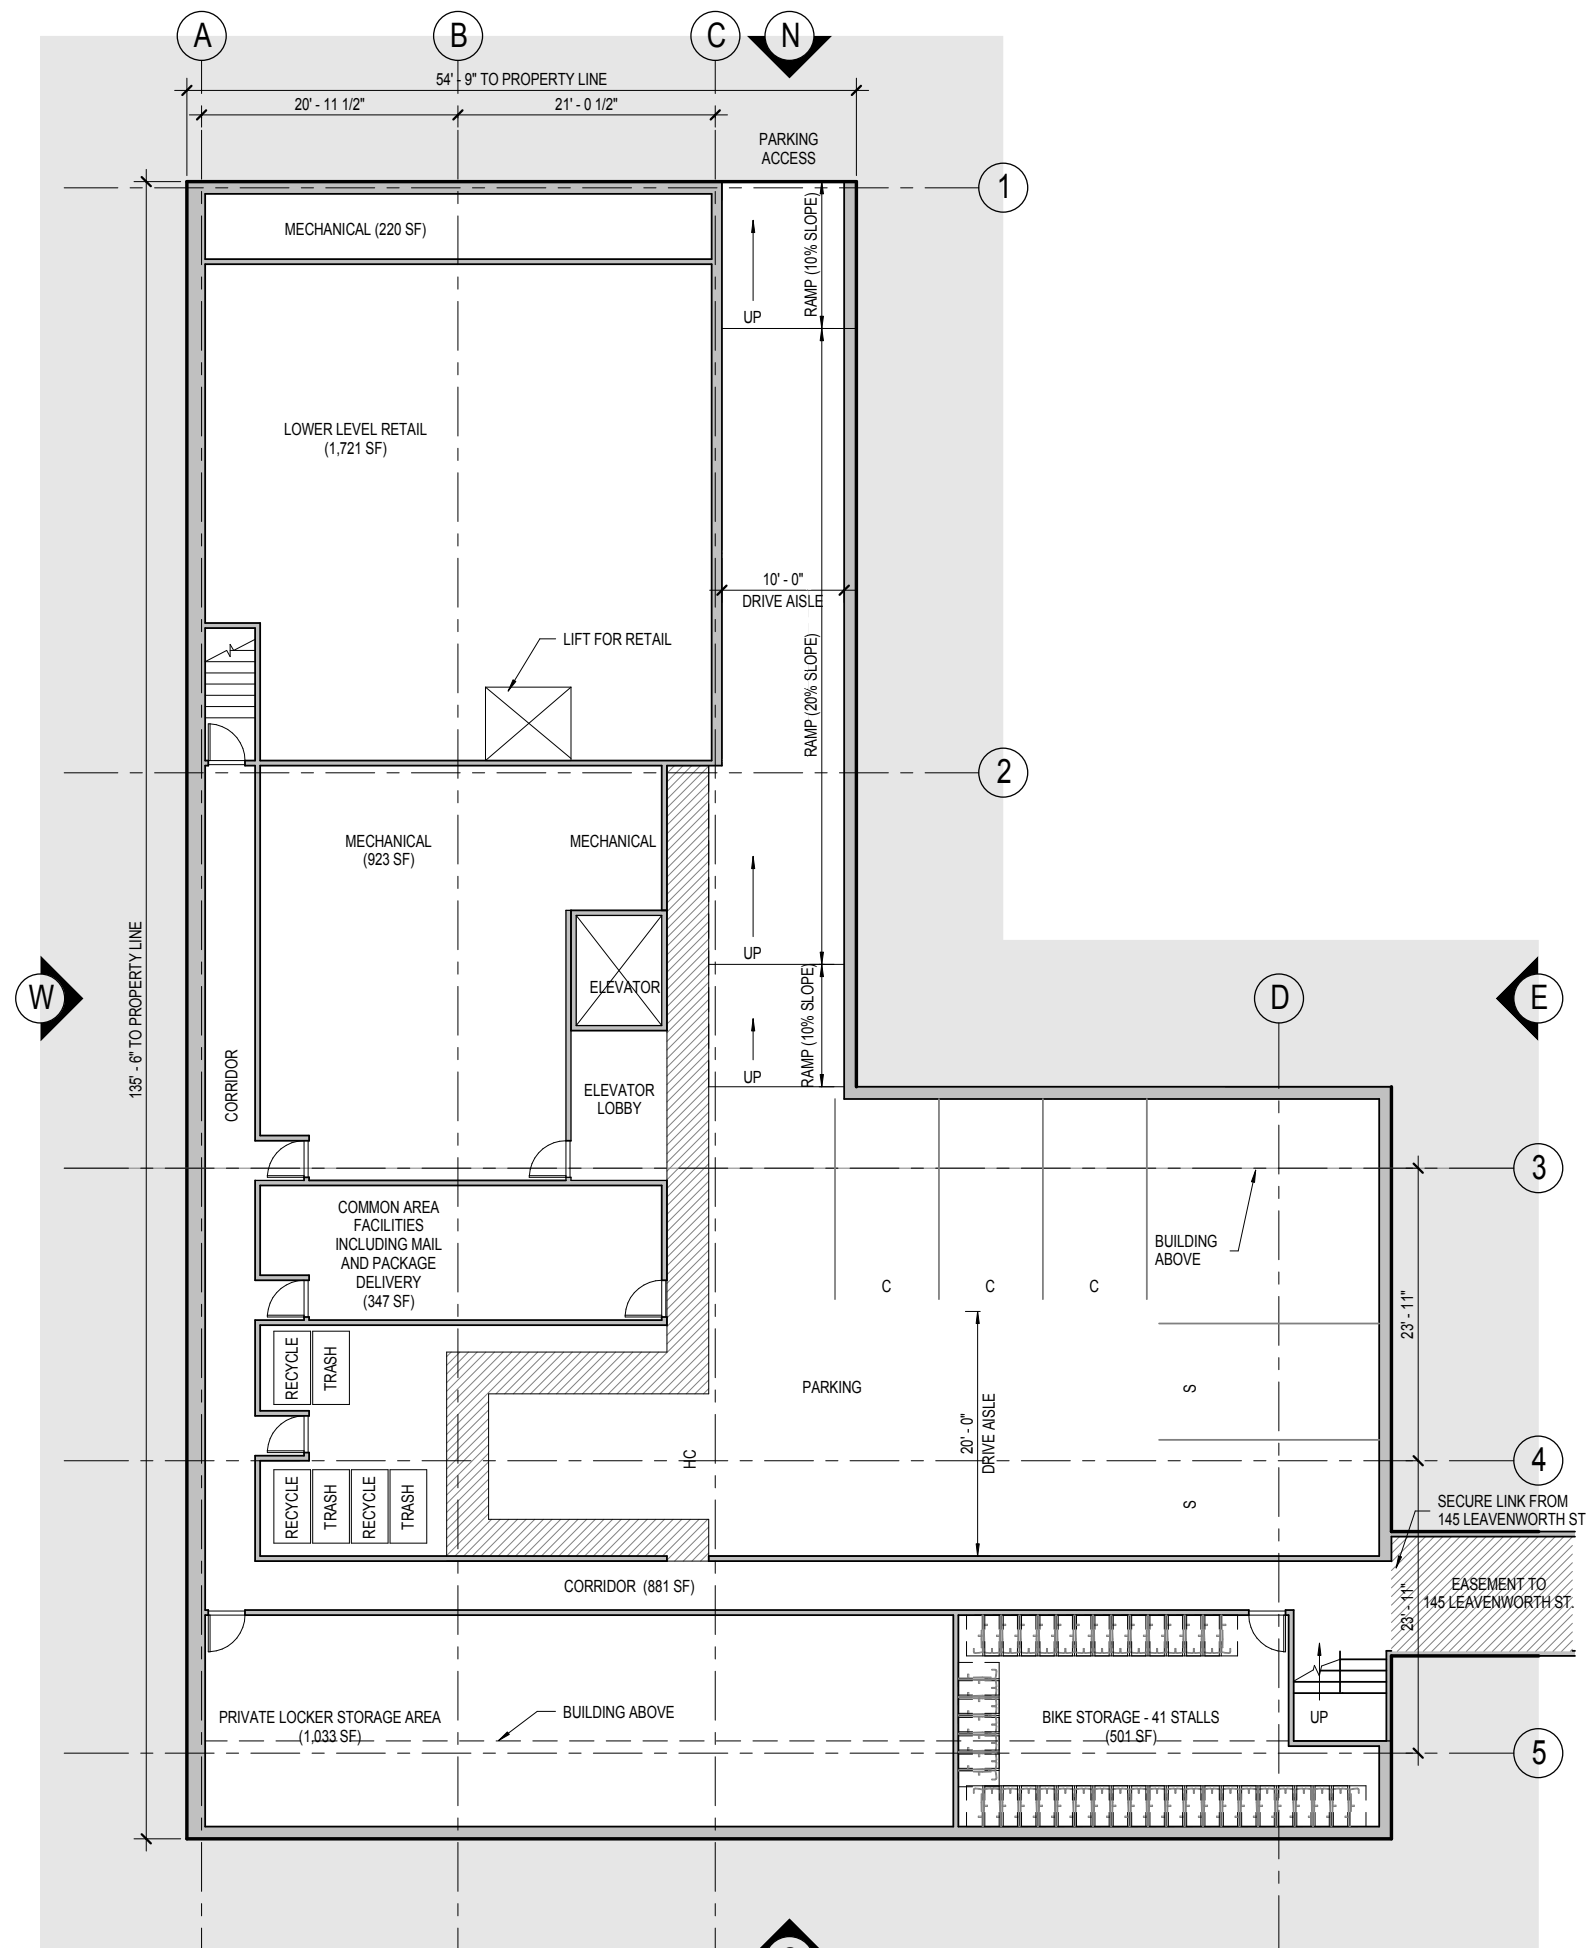 A
B
C
N
54' - 9" TO PROPERTY LINE
20' - 11 1/2"
21' - 0 1/2"
PARKING
ACCESS
1
MECHANICAL (220 SF)
RAMP (10% SLOPE)
UP
LOWER LEVEL RETAIL
(1,721 SF)
10' - 0"
DRIVE AISLE
LIFT FOR RETAIL
RAMP (20% SLOPE)
2
MECHANICAL
(923 SF)
MECHANICAL
135' - 6" TO PROPERTY LINE
UP
W
ELEVATOR
RAMP (10% SLOPE)
D
E
CORRIDOR
UP
ELEVATOR
LOBBY
3
COMMON AREA
FACILITIES
INCLUDING MAIL
AND PACKAGE
DELIVERY
(347 SF)
BUILDING
ABOVE
C
C
C
23' - 11"
RECYCLE
TRASH
PARKING
S
20' - 0"
DRIVE AISLE
HC
4
RECYCLE
TRASH
RECYCLE
TRASH
S
SECURE LINK FROM
145 LEAVENWORTH ST
CORRIDOR (881 SF)
EASEMENT TO
145 LEAVENWORTH ST.
23' - 11"
PRIVATE LOCKER STORAGE AREA
(1,033 SF)
BUILDING ABOVE
BIKE STORAGE - 41 STALLS
(501 SF)
UP
5